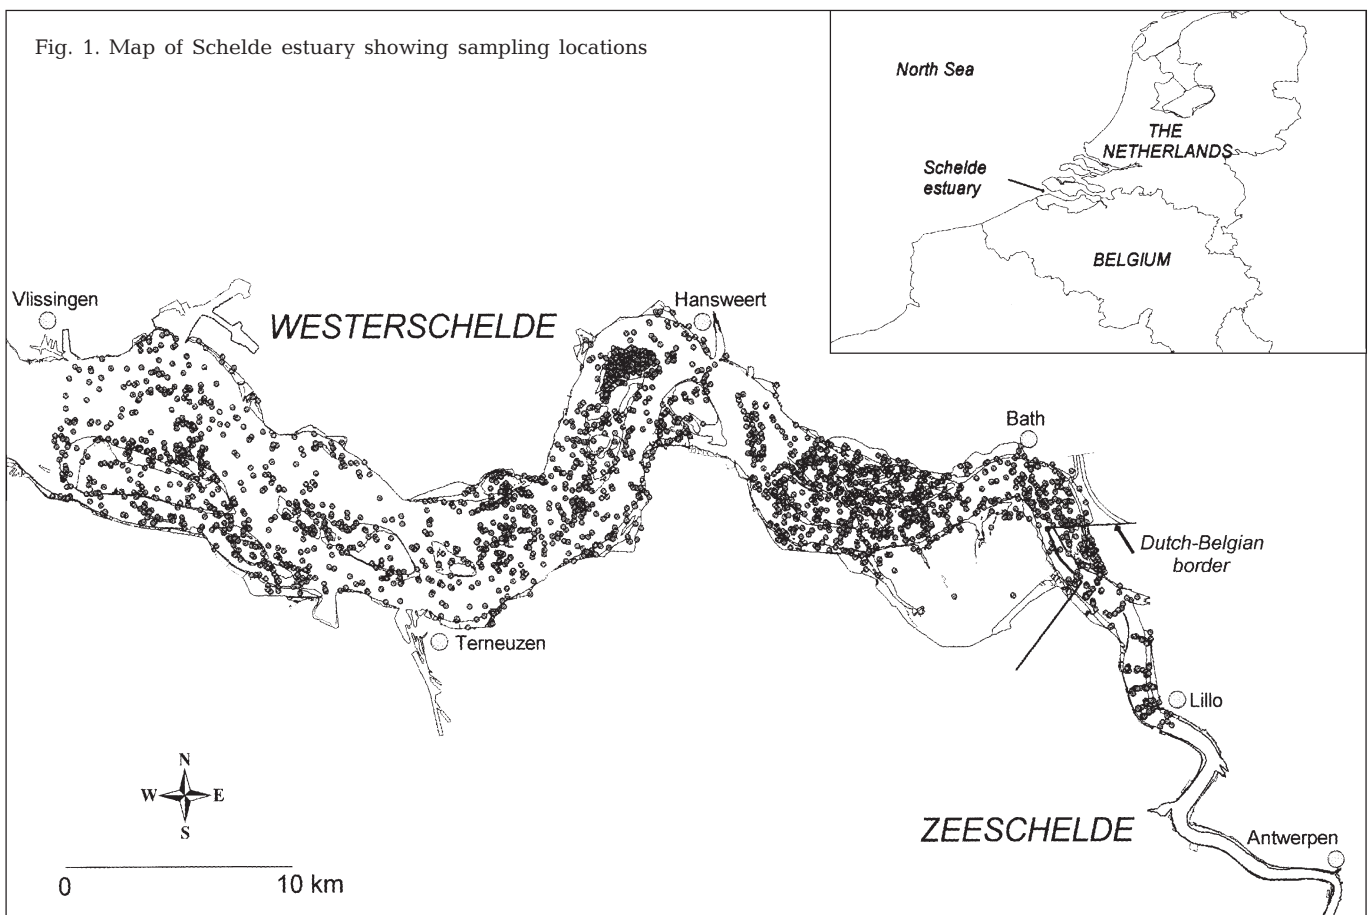 Fig. 1. Map of Schelde estuary showing sampling locations
North Sea
THE
NETHERLANDS
Schelde
estuary
BELGIUM
Vlissingen
WESTERSCHELDE
Hansweert
Bath
Dutch-Belgian
border
Terneuzen
Lillo
N
W
E
S
ZEESCHELDE
Antwerpen
0
10 km